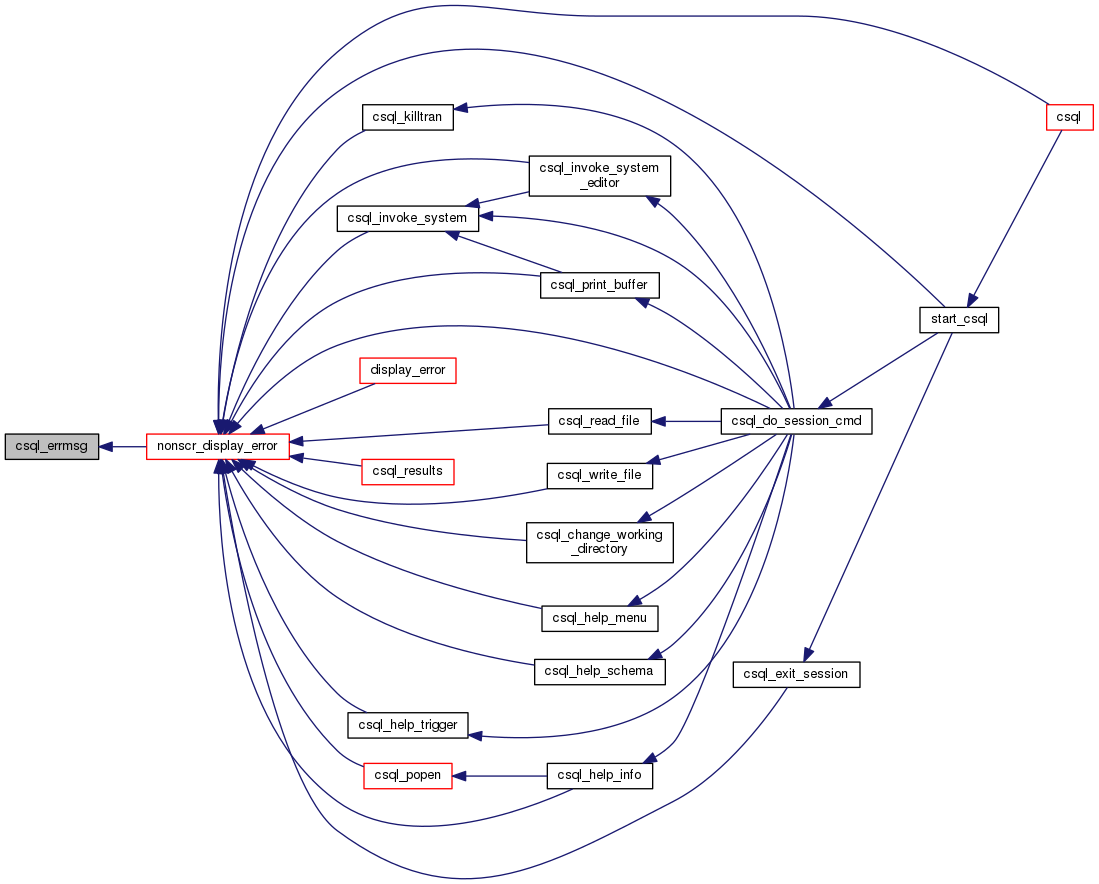 csql
csql_killtran
csql_invoke_system
_editor
csql_invoke_system
csql_print_buffer
start_csql
display_error
csql_read_file
csql_do_session_cmd
csql_errmsg
nonscr_display_error
csql_results
csql_write_file
csql_change_working
_directory
csql_help_menu
csql_help_schema
csql_exit_session
csql_help_trigger
csql_popen
csql_help_info